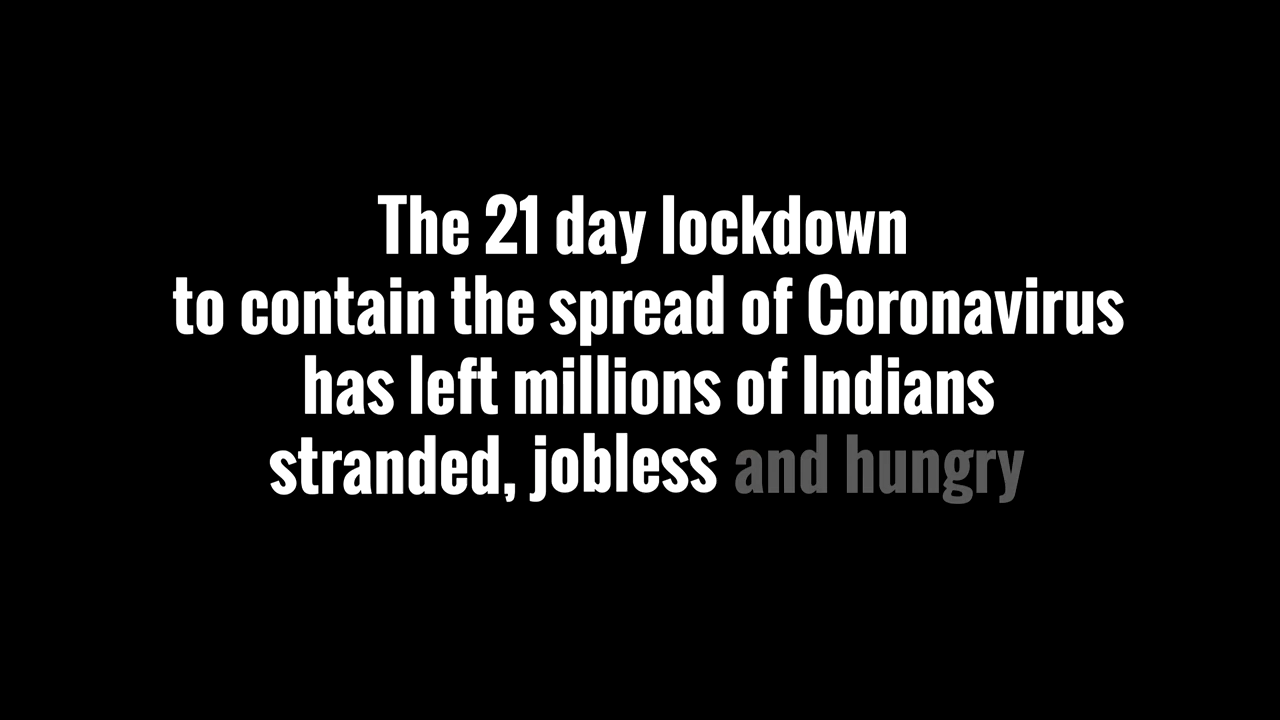 The 21 day lockdown
to contain the spread of Coronavirus
has left millions of Indians
stranded, jobless and hungry